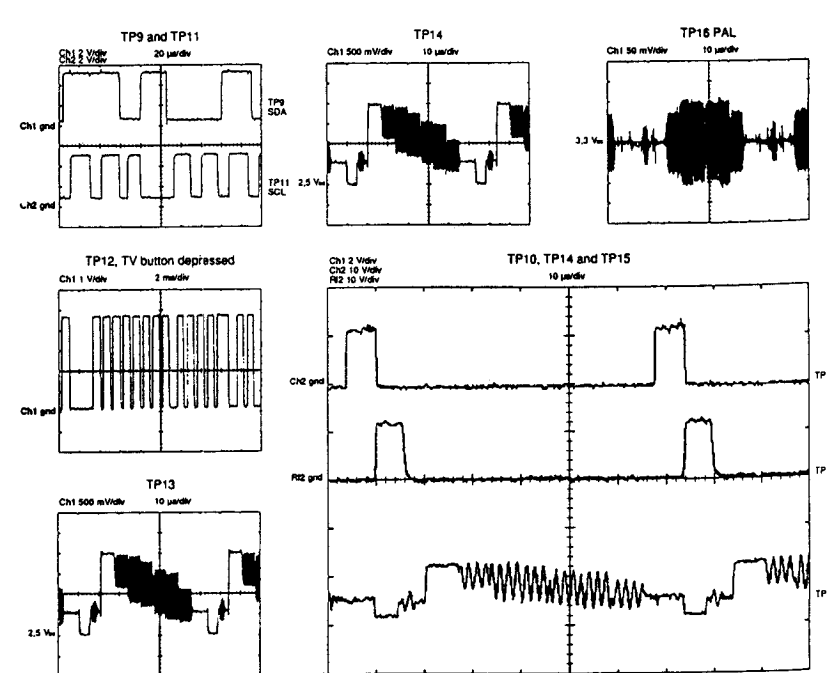 TP9 and TP11
Ch1 2 V/div
Ch2 2 V/div
20 µs/div
Ch1 gnd
TP9
SDA
TP11
SCL
Ch2 gnd
TP14
Ch1 500 mV/div
10 µs/div
2,5 V
TP16 PAL
Ch1 50 mV/div
10 µs/div
3,3 V
TP12, TV button depressed
Ch1 1 V/div
2 ms/div
Ch1 gnd
TP10, TP14 and TP15
Ch1 2 V/div
Ch2 10 V/div
Rf2 10 V/div
10 µs/div
Ch2 gnd
TP
Rf2 gnd
TP
TP
TP13
Ch1 500 mV/div
10 µs/div
2,5 V